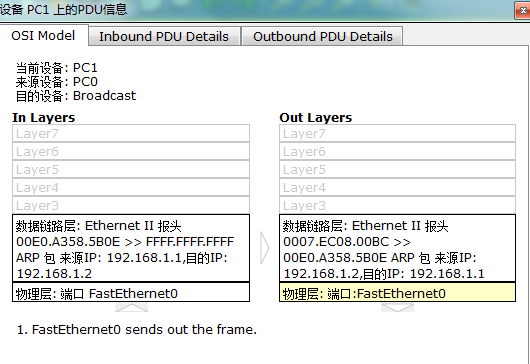 设备 PC1 上的PDU信息
OSI Model
Inbound PDU Details
Outbound PDU Details
当前设备: PC1
来源设备: PC0
目的设备: Broadcast
In Layers
Layer7
Layer6
Layer5
Layer4
Layer3
数据链路层: Ethernet II 报头
00E0.A358.5B0E >> FFFF.FFFF.FFFF
ARP 包 来源IP: 192.168.1.1,目的IP:
192.168.1.2
物理层: 端口 FastEthernet0
Out Layers
Layer7
Layer6
Layer5
Layer4
Layer3
数据链路层: Ethernet II 报头
0007.EC08.00BC >>
00E0.A358.5B0E ARP 包 来源IP:
192.168.1.2,目的IP: 192.168.1.1
物理层: 端口:FastEthernet0
1. FastEthernet0 sends out the frame.